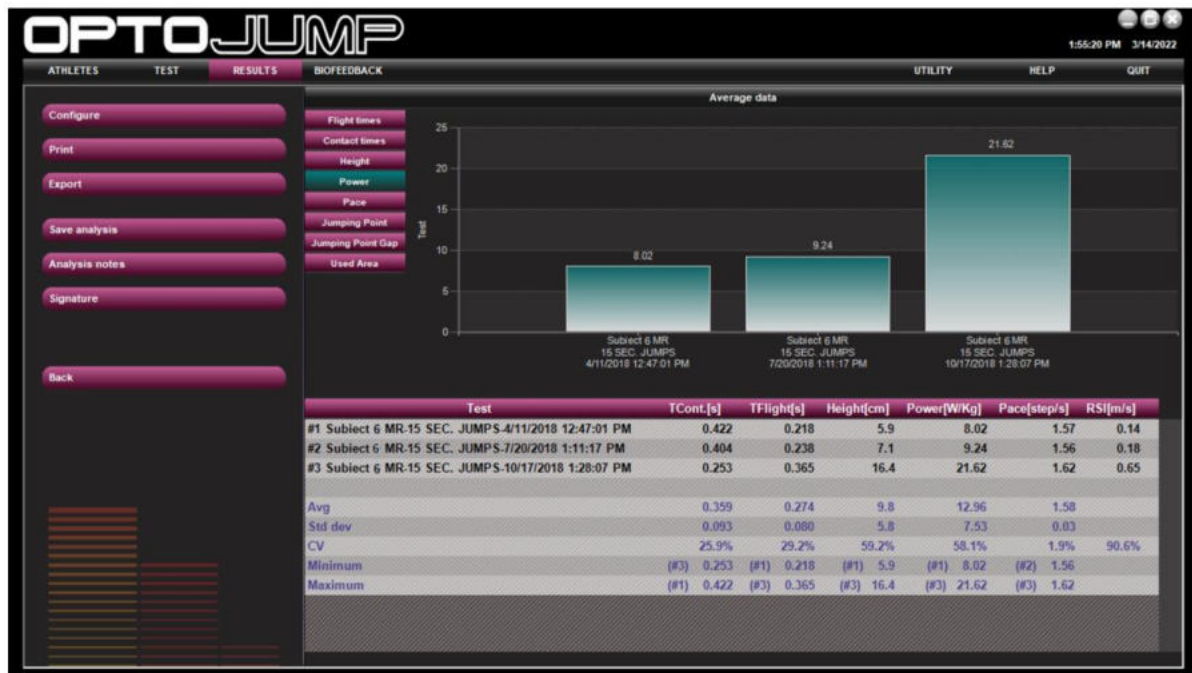 OPTOJUMP
1:55:20 PM 3/14/2022
ATHLETES TEST RESULTS BIOFEEDBACK UTILITY HELP QUIT
Configure
Print
Export
Save analysis
Analysis notes
Signature
Back
Average data
Flight times
Contact times
Height
Power
Pace
Jumping Point
Jumping Point Gap
Used Area
Test
25
20
15
10
5
0
8.02
9.24
21.62
Subiect 6 MR
15 SEC. JUMPS
4/11/2018 12:47:01 PM
Subiect 6 MR
15 SEC. JUMPS
7/20/2018 1:11:17 PM
Subiect 6 MR
15 SEC. JUMPS
10/17/2018 1:28:07 PM
Test TCont.[s] TFlight[s] Height[cm] Power[W/Kg] Pace[step/s] RSI[m/s]
#1 Subiect 6 MR-15 SEC. JUMPS-4/11/2018 12:47:01 PM 0.422 0.218 5.9 8.02 1.57 0.14
#2 Subiect 6 MR-15 SEC. JUMPS-7/20/2018 1:11:17 PM 0.404 0.238 7.1 9.24 1.56 0.18
#3 Subiect 6 MR-15 SEC. JUMPS-10/17/2018 1:28:07 PM 0.253 0.365 16.4 21.62 1.62 0.65
Avg 0.359 0.274 9.8 12.96 1.58
Std dev 0.093 0.080 5.8 7.53 0.03
CV 25.9% 29.2% 59.2% 58.1% 1.9% 90.6%
Minimum (#3) 0.253 (#1) 0.218 (#1) 5.9 (#1) 8.02 (#2) 1.56
Maximum (#1) 0.422 (#3) 0.365 (#3) 16.4 (#3) 21.62 (#3) 1.62